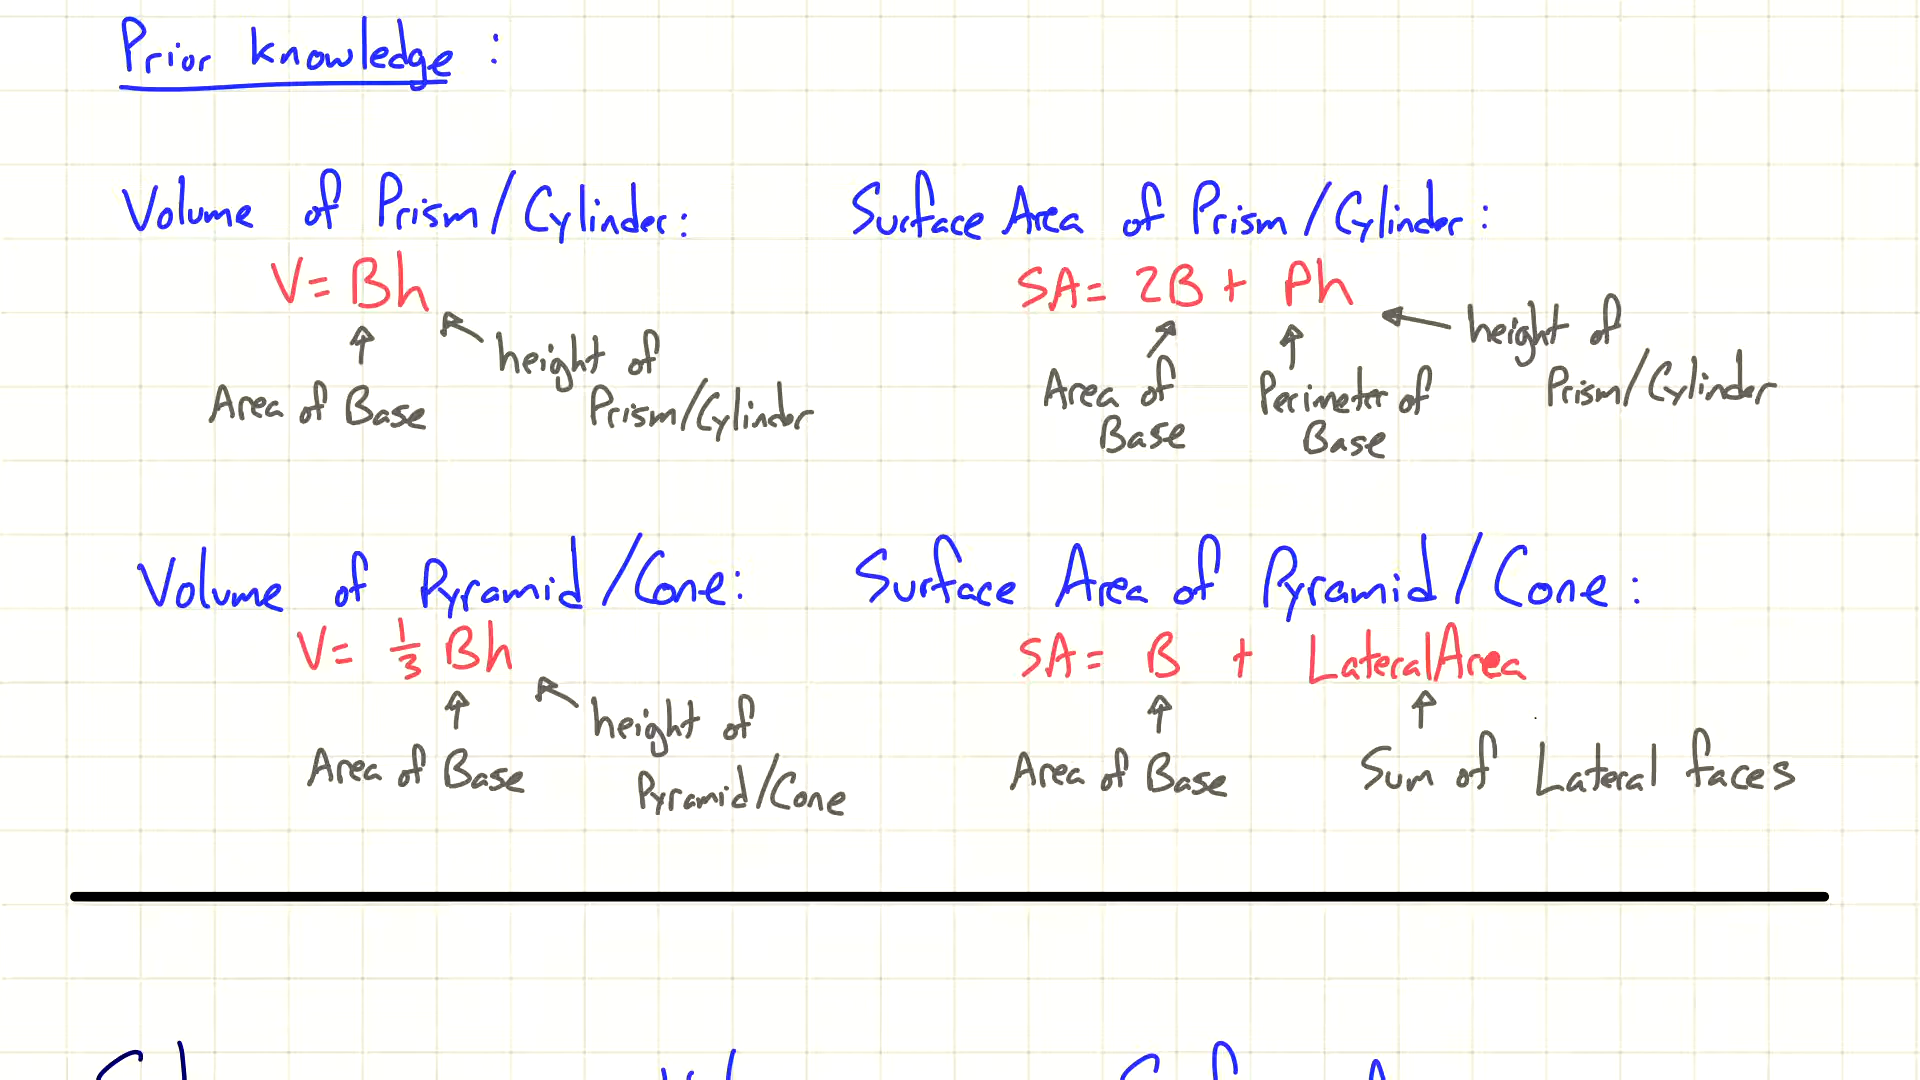 Prior knowledge :
Volume of Prism/Cylinder:
V= Bh
Area of Base
height of
Prism/Cylinder
Surface Area of Prism/Cylinder:
SA= 2B + Ph
Area of
Base
Perimeter of
Base
height of
Prism/Cylinder
Volume of Pyramid/Cone:
V= 1/3 Bh
Area of Base
height of
Pyramid/Cone
Surface Area of Pyramid/Cone:
SA= B + Lateral Area
Area of Base
Sum of Lateral faces